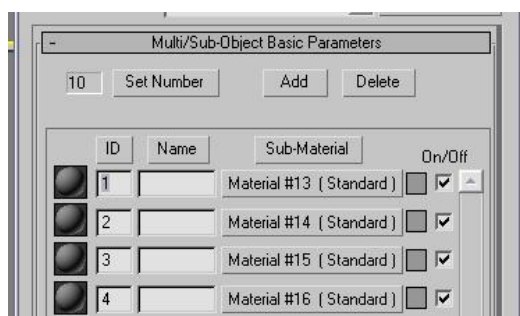 - Multi/Sub-Object Basic Parameters
10 Set Number Add Delete
ID Name Sub-Material On/Off
1 Material #13 ( Standard )
2 Material #14 ( Standard )
3 Material #15 ( Standard )
4 Material #16 ( Standard )